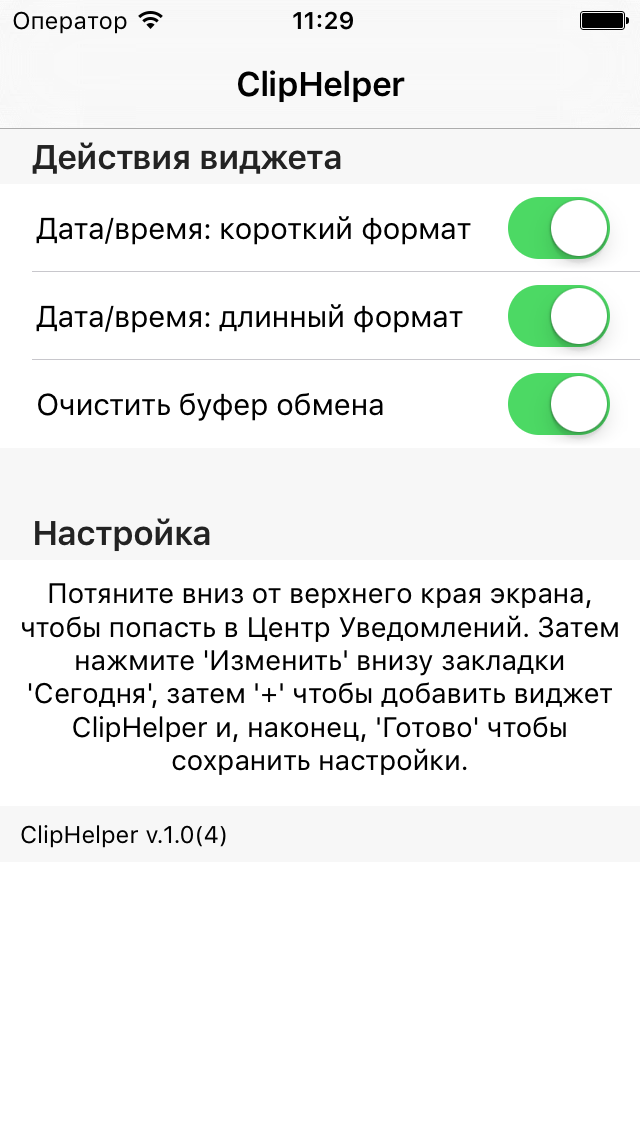 Оператор 11:29
ClipHelper
Действия виджета
Дата/время: короткий формат
Дата/время: длинный формат
Очистить буфер обмена
Настройка
Потяните вниз от верхнего края экрана,
чтобы попасть в Центр Уведомлений. Затем
нажмите 'Изменить' внизу закладки
'Сегодня', затем '+' чтобы добавить виджет
ClipHelper и, наконец, 'Готово' чтобы
сохранить настройки.
ClipHelper v.1.0(4)